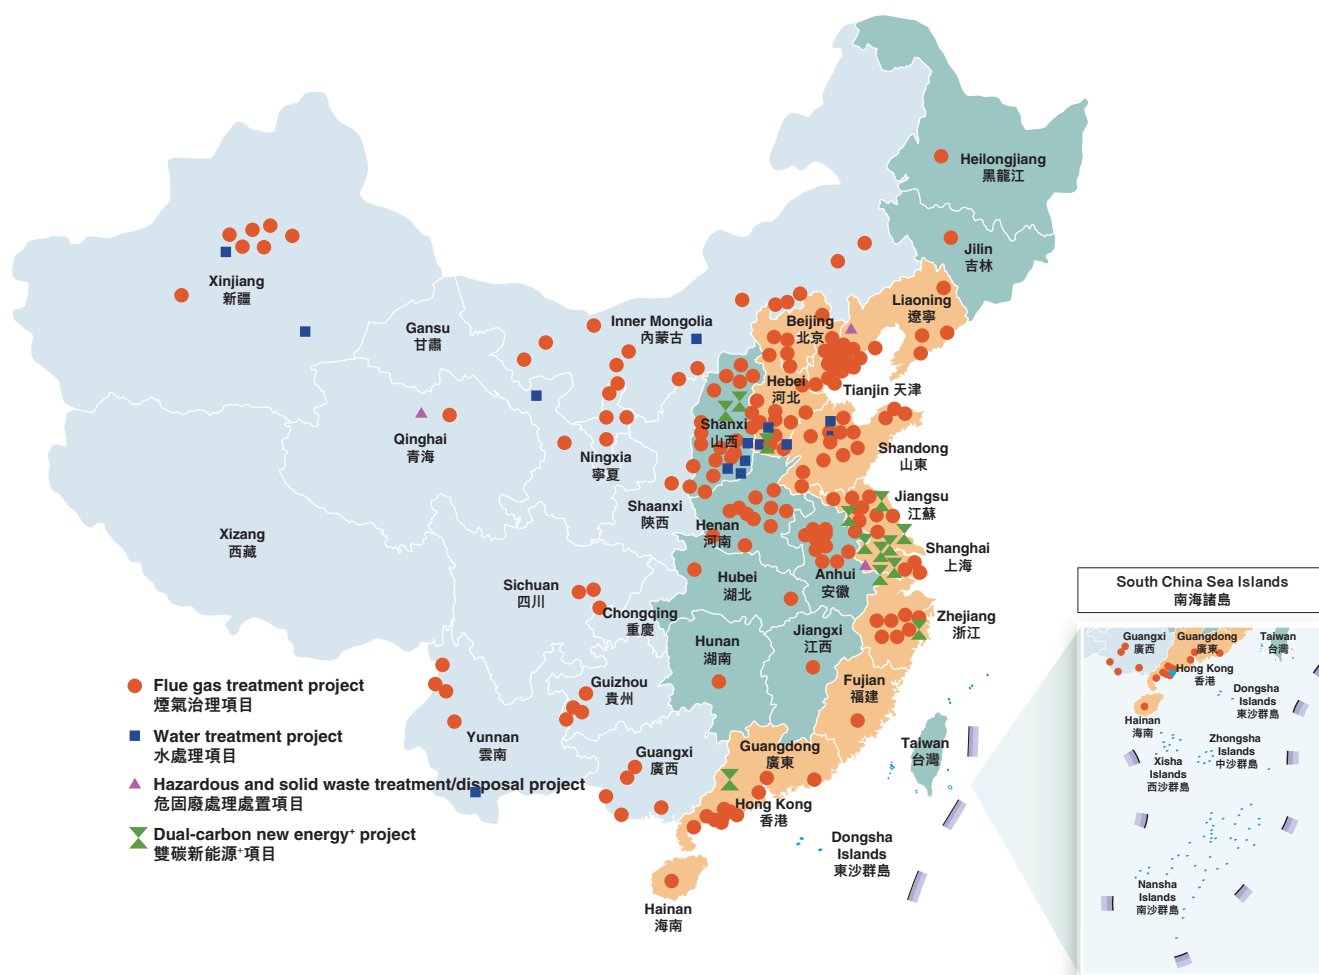 Heilongjiang
黑龍江
Jilin
吉林
Liaoning
遼寧
Xinjiang
新疆
Gansu
甘肅
Inner Mongolia
內蒙古
Beijing
北京
Hebei
河北
Tianjin 天津
Qinghai
青海
Ningxia
寧夏
Shanxi
山西
Shandong
山東
Shaanxi
陝西
Henan
河南
Jiangsu
江蘇
Xizang
西藏
Shanghai
上海
Anhui
安徽
Hubei
湖北
Sichuan
四川
Chongqing
重慶
Zhejiang
浙江
Hunan
湖南
Jiangxi
江西
Guizhou
貴州
Fujian
福建
Yunnan
雲南
Guangxi
廣西
Guangdong
廣東
Taiwan
台灣
Hong Kong
香港
Dongsha
Islands
東沙群島
Hainan
海南
Flue gas treatment project
煙氣治理項目
Water treatment project
水處理項目
Hazardous and solid waste treatment/disposal project
危固廢處理處置項目
Dual-carbon new energy+ project
雙碳新能源+項目
South China Sea Islands
南海諸島
Guangxi
廣西
Guangdong
廣東
Taiwan
台灣
Hong Kong
香港
Dongsha
Islands
東沙群島
Hainan
海南
Zhongsha
Islands
中沙群島
Xisha
Islands
西沙群島
Nansha
Islands
南沙群島